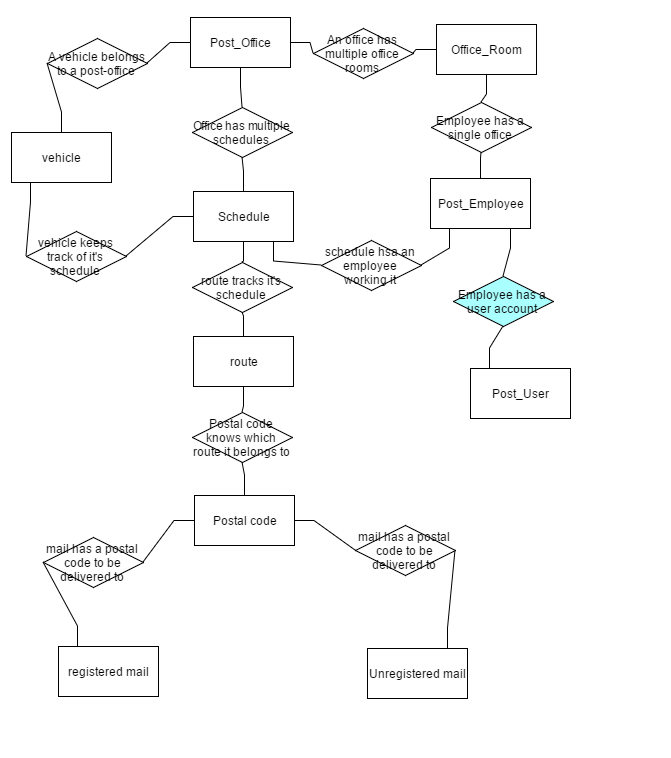 Post_Office
An office has
multiple office
rooms
Office_Room
A vehicle belongs
to a post-office
Office has multiple
schedules
Employee has a
single office
vehicle
Schedule
Post_Employee
vehicle keeps
track of it's
schedule
schedule hsa an
employee
working it
route tracks it's
schedule
Employee has a
user account
route
Post_User
Postal code
knows which
route it belongs to
Postal code
mail has a postal
code to be
delivered to
mail has a postal
code to be
delivered to
registered mail
Unregistered mail